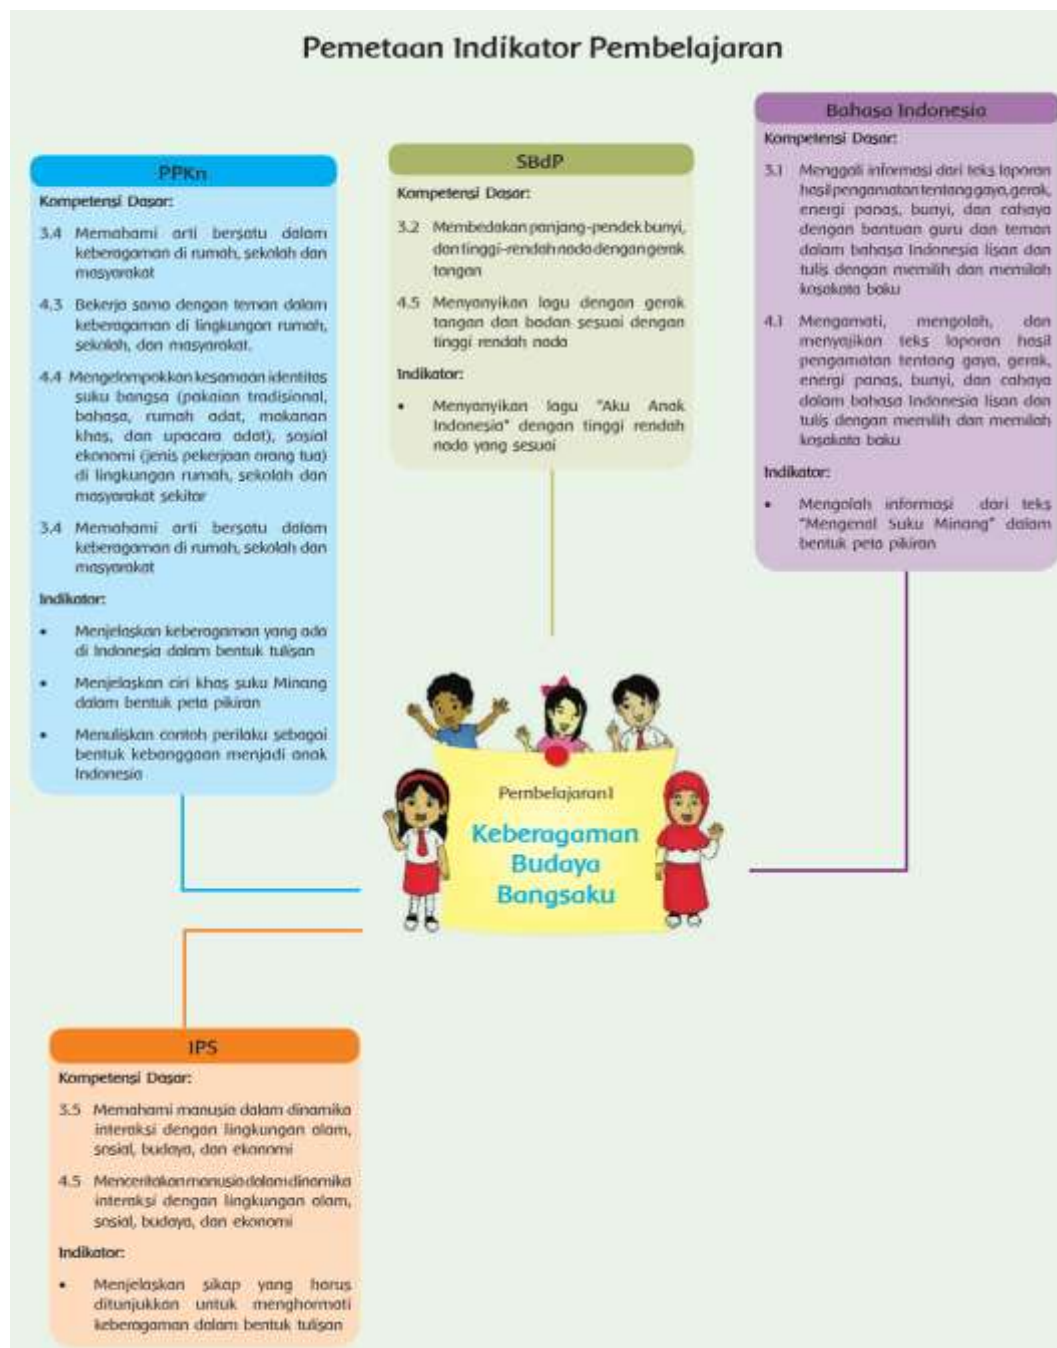 Pemetaan Indikator Pembelajaran
PPKn
Kompetensi Dasar:
3.4 Memahami arti bersatu dalam
keberagaman di rumah, sekolah dan
masyarakat
4.3 Bekerja sama dengan teman dalam
keberagaman di lingkungan rumah,
sekolah, dan masyarakat.
4.4 Mengelompokkan kesamaan identitas
suku bangsa (pakaian tradisional,
bahasa, rumah adat, makanan
khas, dan upacara adat), sosial
ekonomi (jenis pekerjaan orang tua)
di lingkungan rumah, sekolah dan
masyarakat sekitar
3.4 Memahami arti bersatu dalam
keberagaman di rumah, sekolah dan
masyarakat
Indikator:
• Menjelaskan keberagaman yang ada
di Indonesia dalam bentuk tulisan
• Menjelaskan ciri khas suku Minang
dalam bentuk peta pikiran
• Menuliskan contoh perilaku sebagai
bentuk kebanggaan menjadi anak
Indonesia
SBdP
Kompetensi Dasar:
3.2 Membedakan panjang-pendek bunyi,
dan tinggi-rendah nada dengan gerak
tangan
4.5 Menyanyikan lagu dengan gerak
tangan dan badan sesuai dengan
tinggi rendah nada
Indikator:
• Menyanyikan lagu "Aku Anak
Indonesia" dengan tinggi rendah
nada yang sesuai
Bahasa Indonesia
Kompetensi Dasar:
3.1 Menggali informasi dari teks laporan
hasil pengamatan tentang gaya, gerak,
energi panas, bunyi, dan cahaya
dengan bantuan guru dan teman
dalam bahasa Indonesia lisan dan
tulis dengan memilih dan memilah
kosakata baku
4.1 Mengamati, mengolah, dan
menyajikan teks laporan hasil
pengamatan tentang gaya, gerak,
energi panas, bunyi, dan cahaya
dalam bahasa Indonesia lisan dan
tulis dengan memilih dan memilah
kosakata baku
Indikator:
• Mengolah informasi dari teks
"Mengenal Suku Minang" dalam
bentuk peta pikiran
Pembelajaran1
Keberagaman
Budaya
Bangsaku
IPS
Kompetensi Dasar:
3.5 Memahami manusia dalam dinamika
interaksi dengan lingkungan alam,
sosial, budaya, dan ekonomi
4.5 Menceritakan manusia dalam dinamika
interaksi dengan lingkungan alam,
sosial, budaya, dan ekonomi
Indikator:
• Menjelaskan sikap yang harus
ditunjukkan untuk menghormati
keberagaman dalam bentuk tulisan